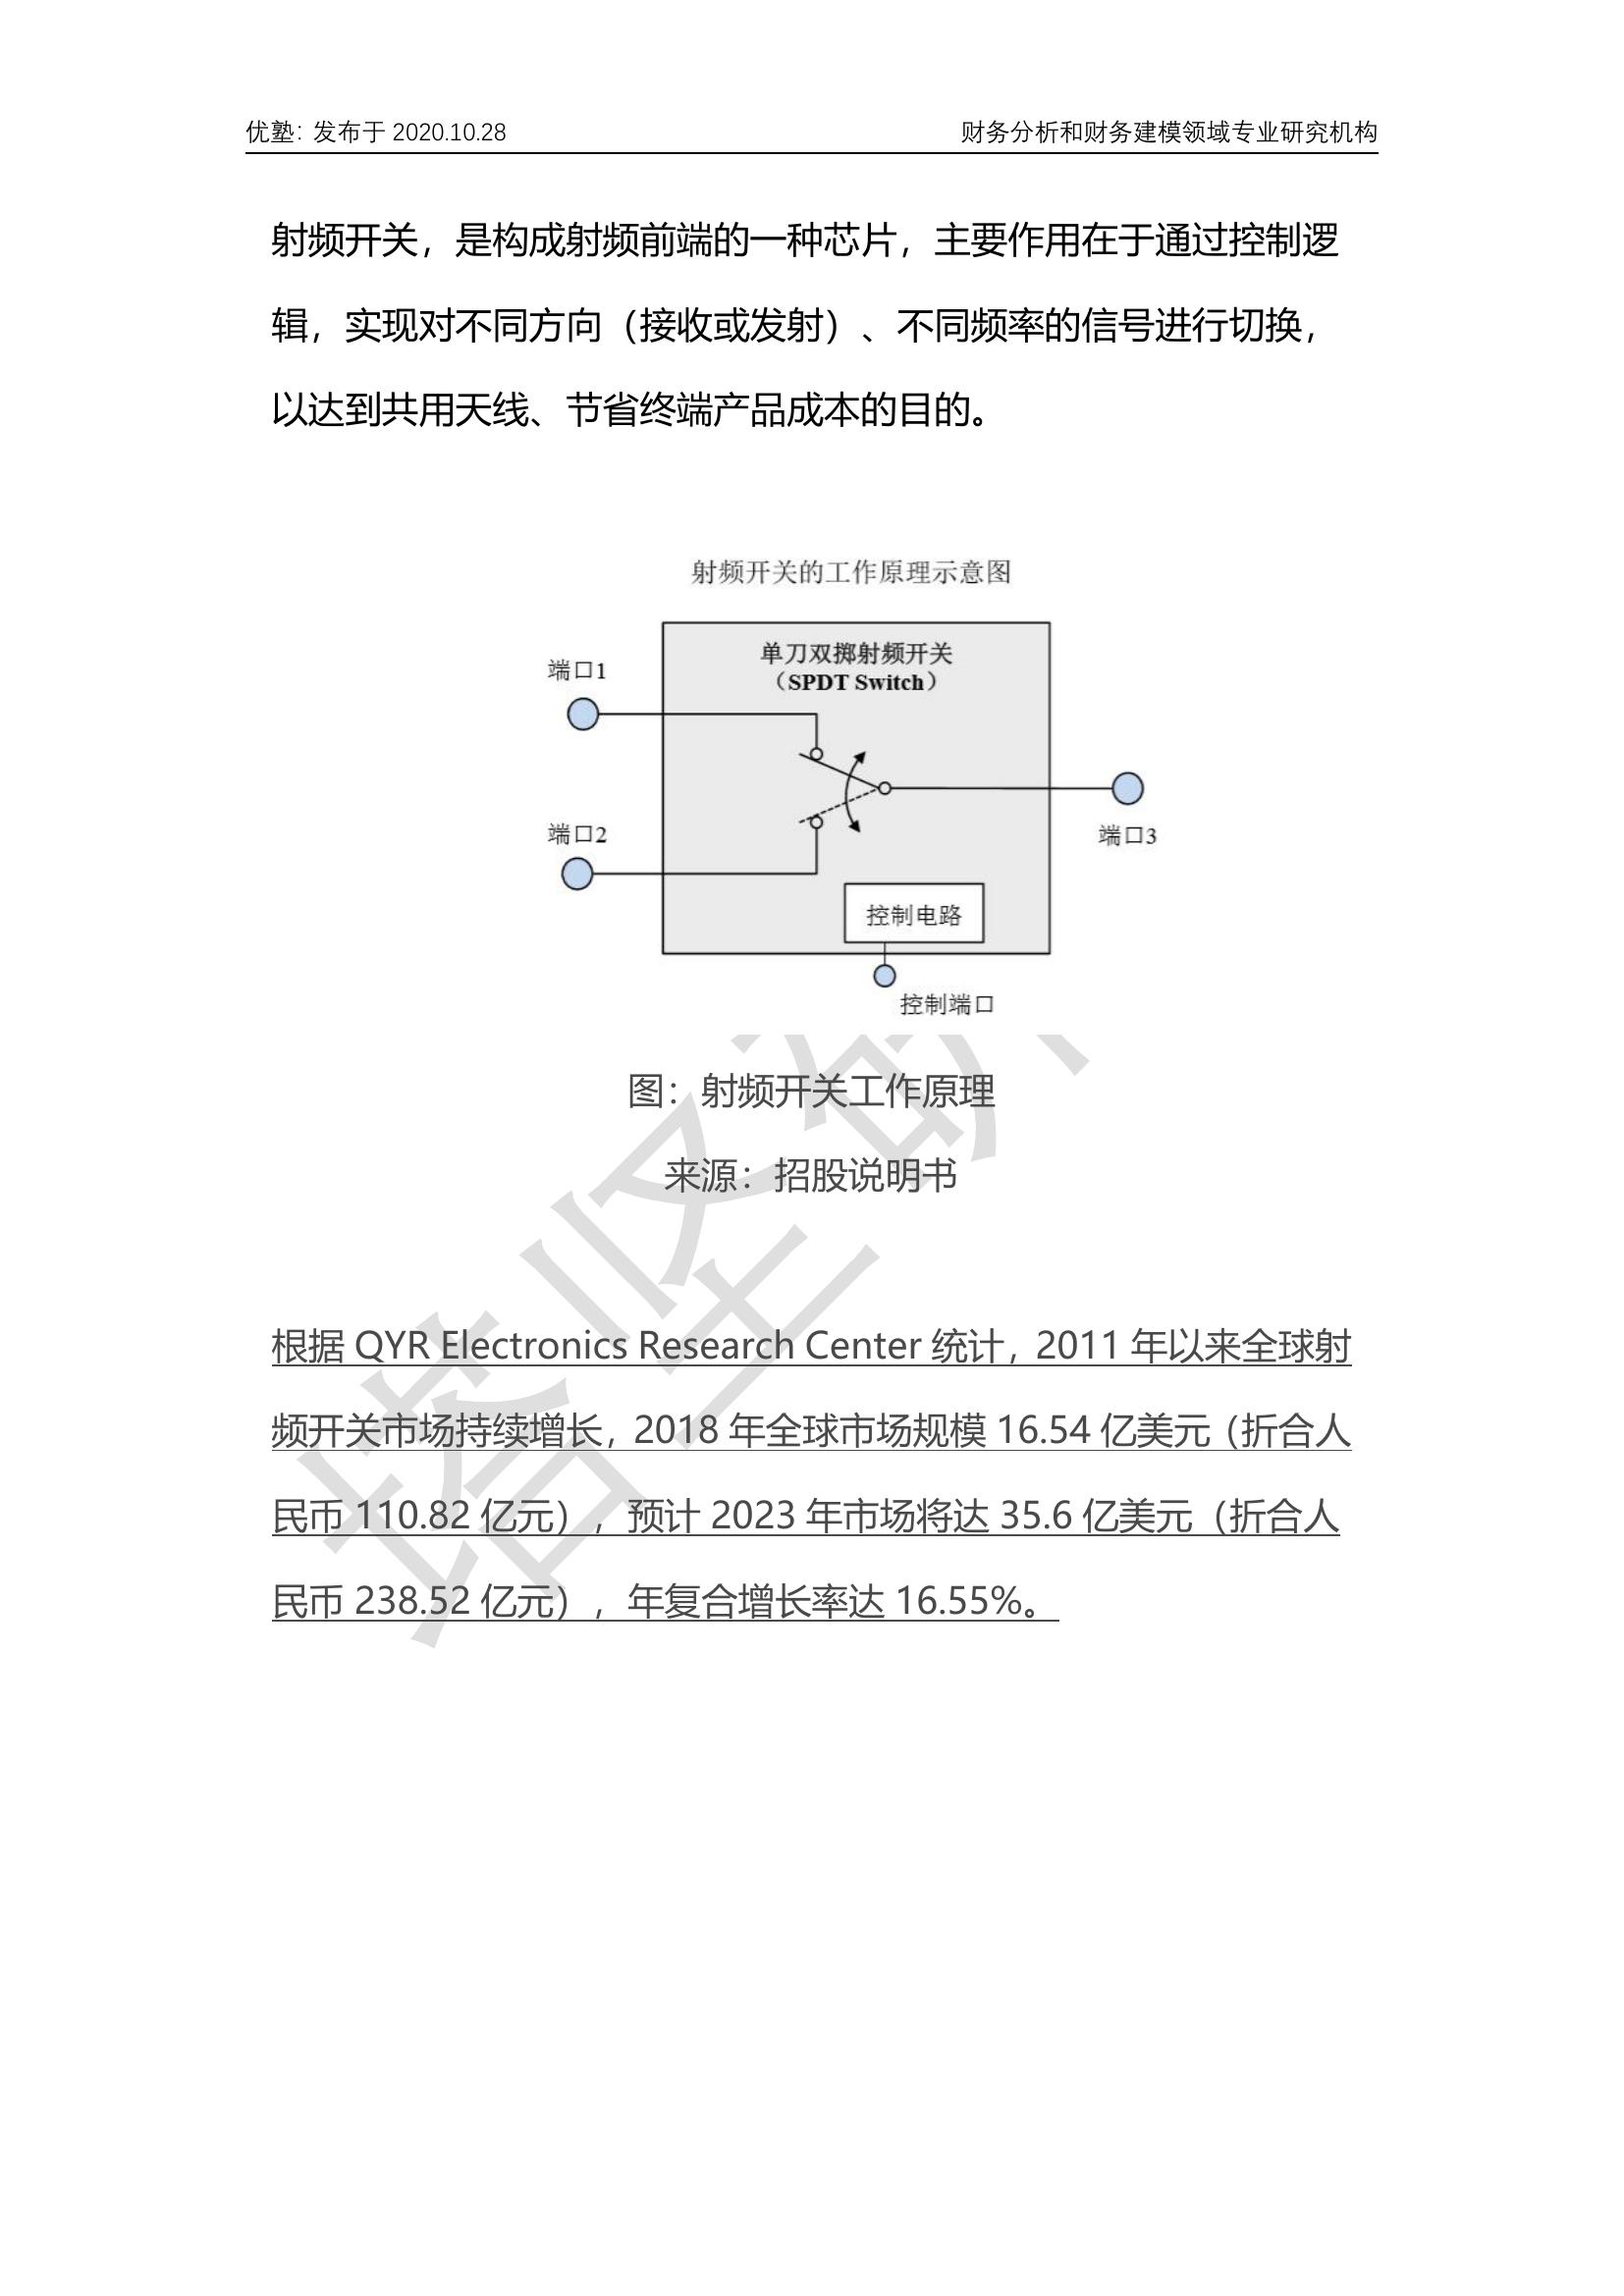 优塾：发布于 2020.10.28
财务分析和财务建模领域专业研究机构
射频开关，是构成射频前端的一种芯片，主要作用在于通过控制逻
辑，实现对不同方向（接收或发射）、不同频率的信号进行切换，
以达到共用天线、节省终端产品成本的目的。
射频开关的工作原理示意图
单刀双掷射频开关
（SPDT Switch）
端口1
端口2
端口3
控制电路
控制端口
图：射频开关工作原理
来源：招股说明书
根据 QYR Electronics Research Center 统计，2011 年以来全球射
频开关市场持续增长，2018 年全球市场规模 16.54 亿美元（折合人
民币 110.82 亿元），预计 2023 年市场将达 35.6 亿美元（折合人
民币 238.52 亿元），年复合增长率达 16.55%。